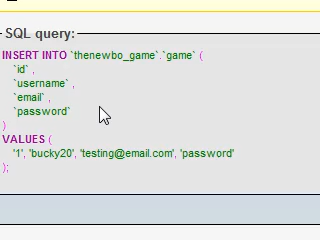 SQL query:
INSERT INTO `thenewbo_game`.`game` (
`id` ,
`username` ,
`email` ,
`password`
)
VALUES (
'1', 'bucky20', 'testing@email.com', 'password'
);